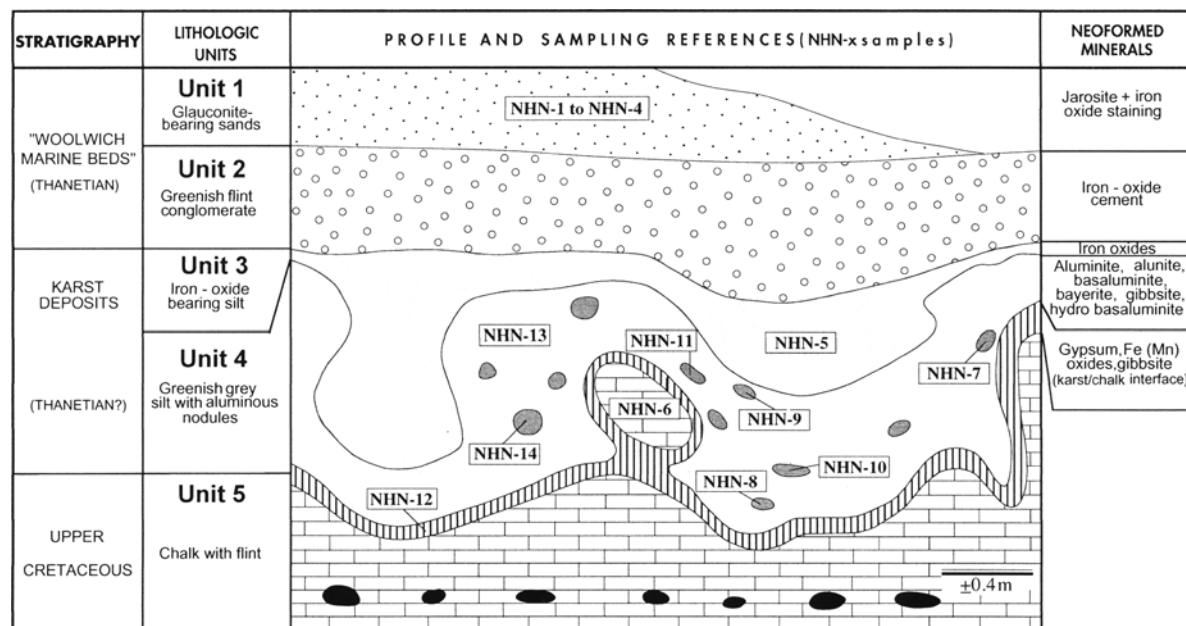 STRATIGRAPHY
LITHOLOGIC
UNITS
PROFILE AND SAMPLING REFERENCES (NHN-x samples)
NEOFORMED
MINERALS
"WOOLWICH
MARINE BEDS"
(THANETIAN)
Unit 1
Glauconite-
bearing sands
NHN-1 to NHN-4
Jarosite + iron
oxide staining
Unit 2
Greenish flint
conglomerate
Iron - oxide
cement
KARST
DEPOSITS
(THANETIAN?)
Unit 3
Iron - oxide
bearing silt
Iron oxides
Aluminite, alunite,
basaluminite,
bayerite, gibbsite,
hydro basaluminite
Unit 4
Greenish grey
silt with aluminous
nodules
NHN-13
NHN-11
NHN-5
NHN-7
NHN-6
NHN-9
NHN-14
NHN-10
NHN-8
NHN-12
Gypsum, Fe (Mn)
oxides, gibbsite
(karst/chalk interface)
UPPER
CRETACEOUS
Unit 5
Chalk with flint
±0.4 m